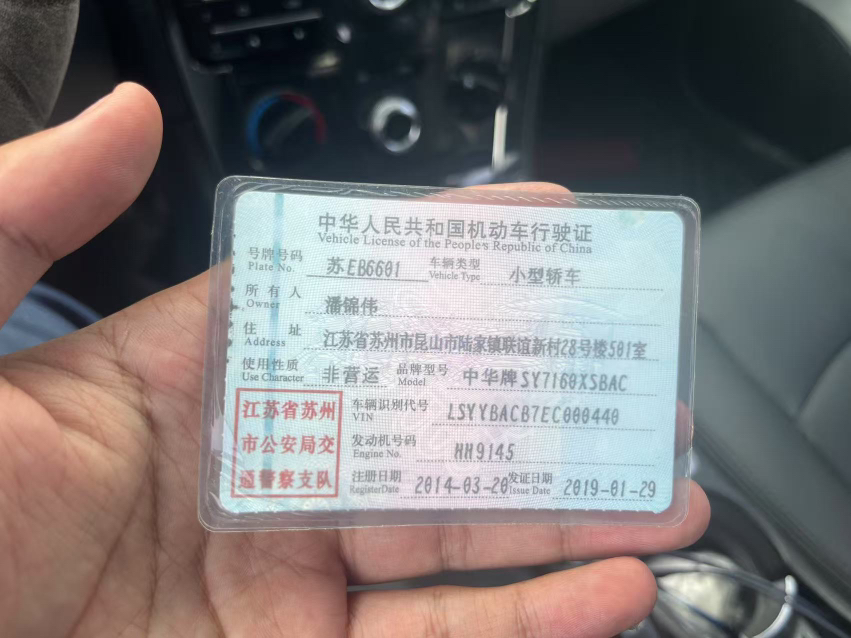 中华人民共和国机动车行驶证
Vehicle License of the People's Republic of China
号牌号码 苏EB6601 车辆类型 小型轿车
Plate No. Vehicle Type
所有人 潘锦伟
Owner
住址 江苏省苏州市昆山市陆家镇联谊新村28号楼501室
Address
使用性质 非营运 品牌型号 中华牌SY7160XSBAC
Use Character Model
江苏省苏州
市公安局交
通警察支队
车辆识别代号 LSYYBACB7EC000440
VIN
发动机号码 HH9145
Engine No.
注册日期 2014-03-20 发证日期 2019-01-29
RegisterDate Issue Date